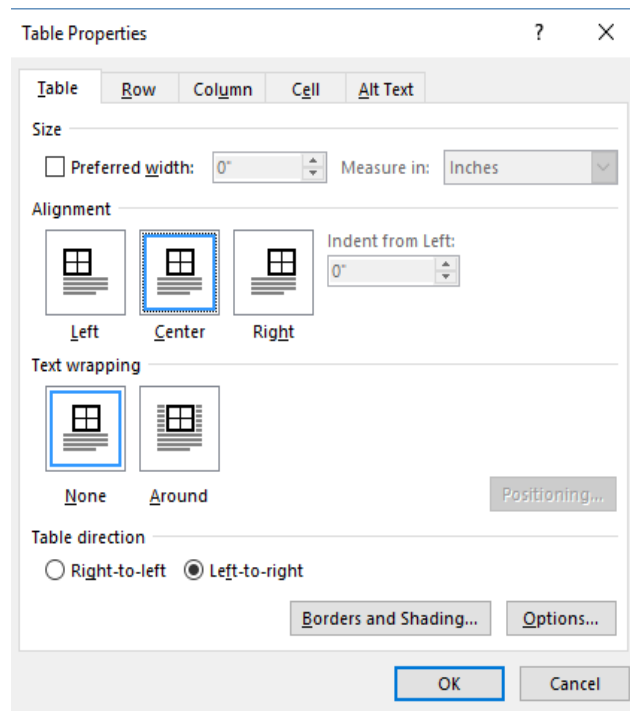 Table Properties ?
Table Row Column Cell Alt Text
Size
Preferred width: 0" Measure in: Inches
Alignment
Indent from Left:
0"
Left Center Right
Text wrapping
None Around
Positioning...
Table direction
Right-to-left Left-to-right
Borders and Shading... Options...
OK Cancel